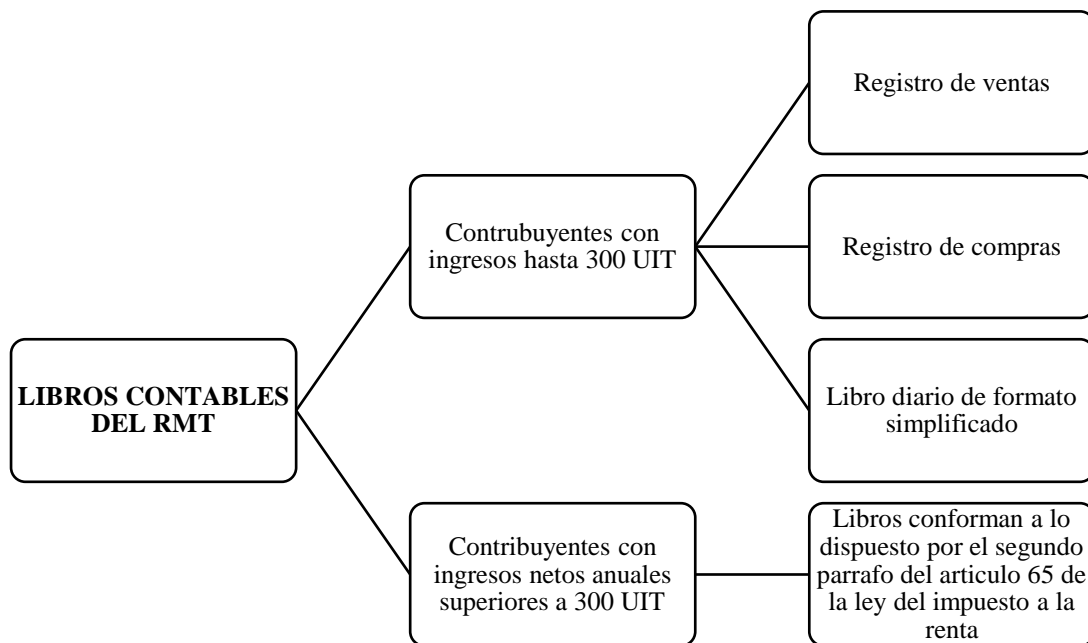 LIBROS CONTABLES
DEL RMT
Contrubuyentes con
ingresos hasta 300 UIT
Registro de ventas
Registro de compras
Libro diario de formato
simplificado
Contribuyentes con
ingresos netos anuales
superiores a 300 UIT
Libros conforman a lo
dispuesto por el segundo
parrafo del articulo 65 de
la ley del impuesto a la
renta